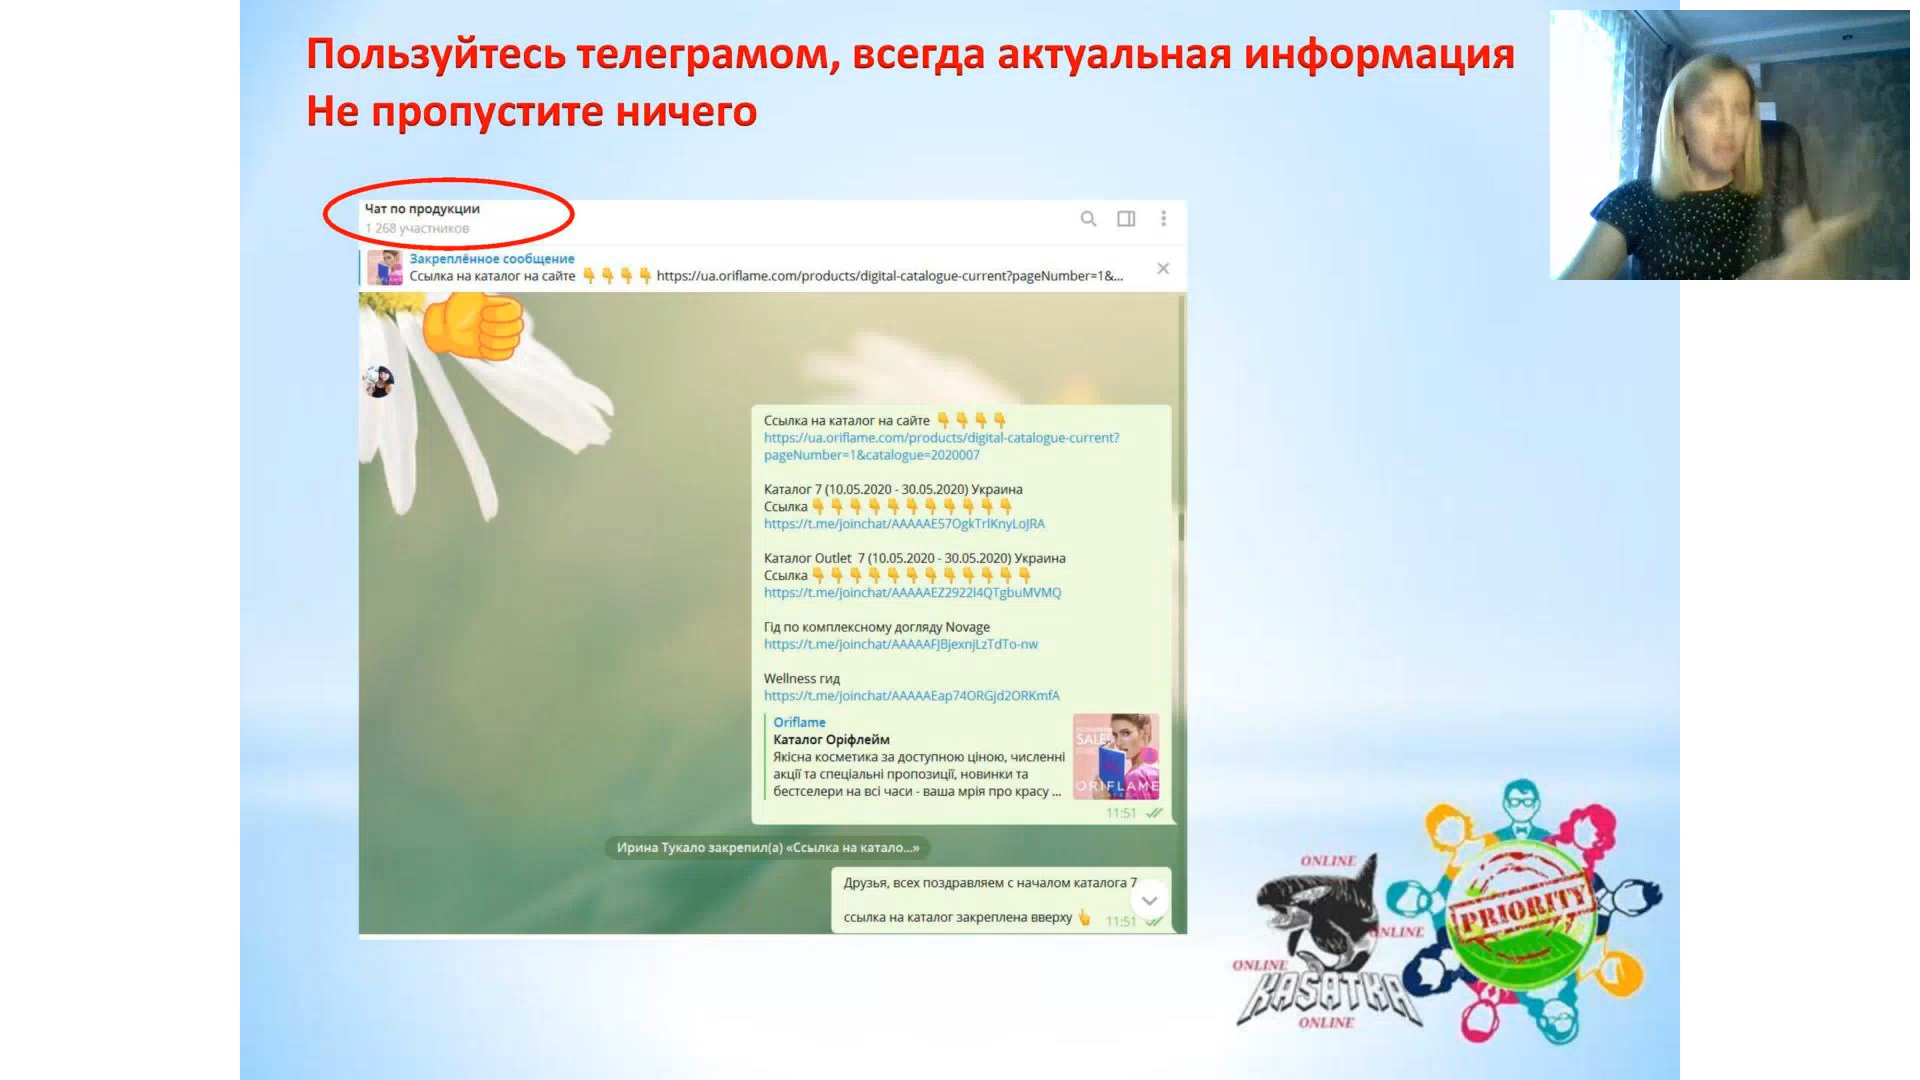 Пользуйтесь телеграмом, всегда актуальная информация
Не пропустите ничего
Чат по продукции
1 268 участников
Закреплённое сообщение
Ссылка на каталог на сайте 👇👇👇👇 https://ua.oriflame.com/products/digital-catalogue-current?pageNumber=1&...
Ссылка на каталог на сайте 👇👇👇👇
https://ua.oriflame.com/products/digital-catalogue-current?
pageNumber=1&catalogue=2020007
Каталог 7 (10.05.2020 - 30.05.2020) Украина
Ссылка👇👇👇👇👇👇👇👇👇👇👇
https://t.me/joinchat/AAAAAE57OgkTrlKnyLoJRA
Каталог Outlet 7 (10.05.2020 - 30.05.2020) Украина
Ссылка👇👇👇👇👇👇👇👇👇👇👇👇
https://t.me/joinchat/AAAAAEZ2922I4QTgbuMVMQ
Гід по комплексному догляду Novage
https://t.me/joinchat/AAAAAFJBjexnjLzTdTo-nw
Wellness гид
https://t.me/joinchat/AAAAAEap74ORGjd2ORKmfA
Oriflame
Каталог Оріфлейм
Якісна косметика за доступною ціною, численні
акції та спеціальні пропозиції, новинки та
бестселери на всі часи - ваша мрія про красу ...
SALE
ORIFLAME
11:51
Ирина Тукало закрепил(а) «Ссылка на катало...»
Друзья, всех поздравляем с началом каталога 7
ссылка на каталог закреплена вверху 👆
11:51
ONLINE
ONLINE
ONLINE
KASATKA
ONLINE
PRIORITY